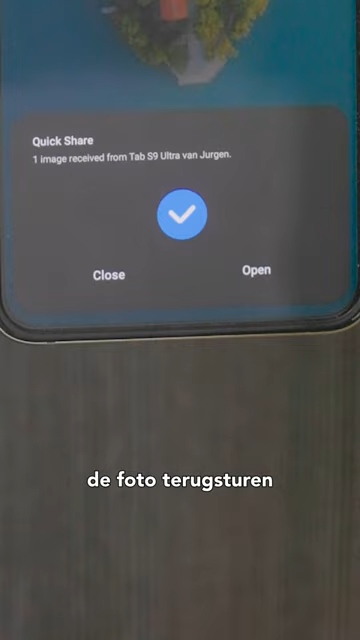 Quick Share
1 image received from Tab S9 Ultra van Jurgen.
Close
Open
de foto terugsturen